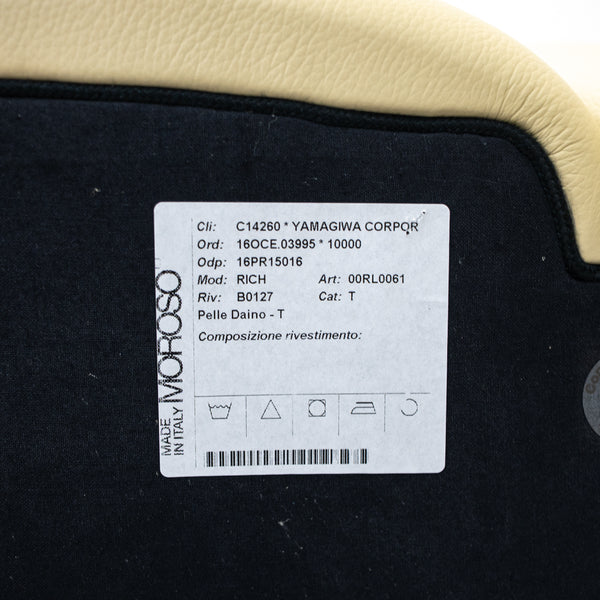 Cli: C14260 * YAMAGIWA CORPOR
Ord: 16OCE.03995 * 10000
Odp: 16PR15016
Mod: RICH Art: 00RL0061
Riv: B0127 Cat: T
Pelle Daino - T
Composizione rivestimento:
MADE
IN ITALY
MOROSO